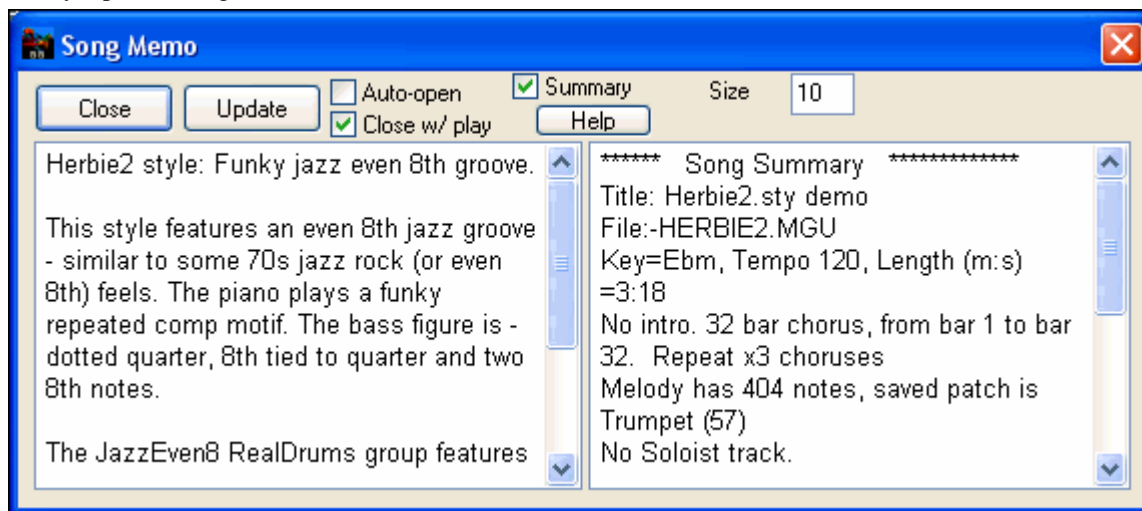 Song Memo
Close
Update
Auto-open
Close w/ play
Summary
Help
Size
10
Herbie2 style: Funky jazz even 8th groove.
This style features an even 8th jazz groove
- similar to some 70s jazz rock (or even
8th) feels. The piano plays a funky
repeated comp motif. The bass figure is -
dotted quarter, 8th tied to quarter and two
8th notes.
The JazzEven8 RealDrums group features
****** Song Summary *************
Title: Herbie2.sty demo
File:-HERBIE2.MGU
Key=Ebm, Tempo 120, Length (m:s)
=3:18
No intro. 32 bar chorus, from bar 1 to bar
32. Repeat x3 choruses
Melody has 404 notes, saved patch is
Trumpet (57)
No Soloist track.